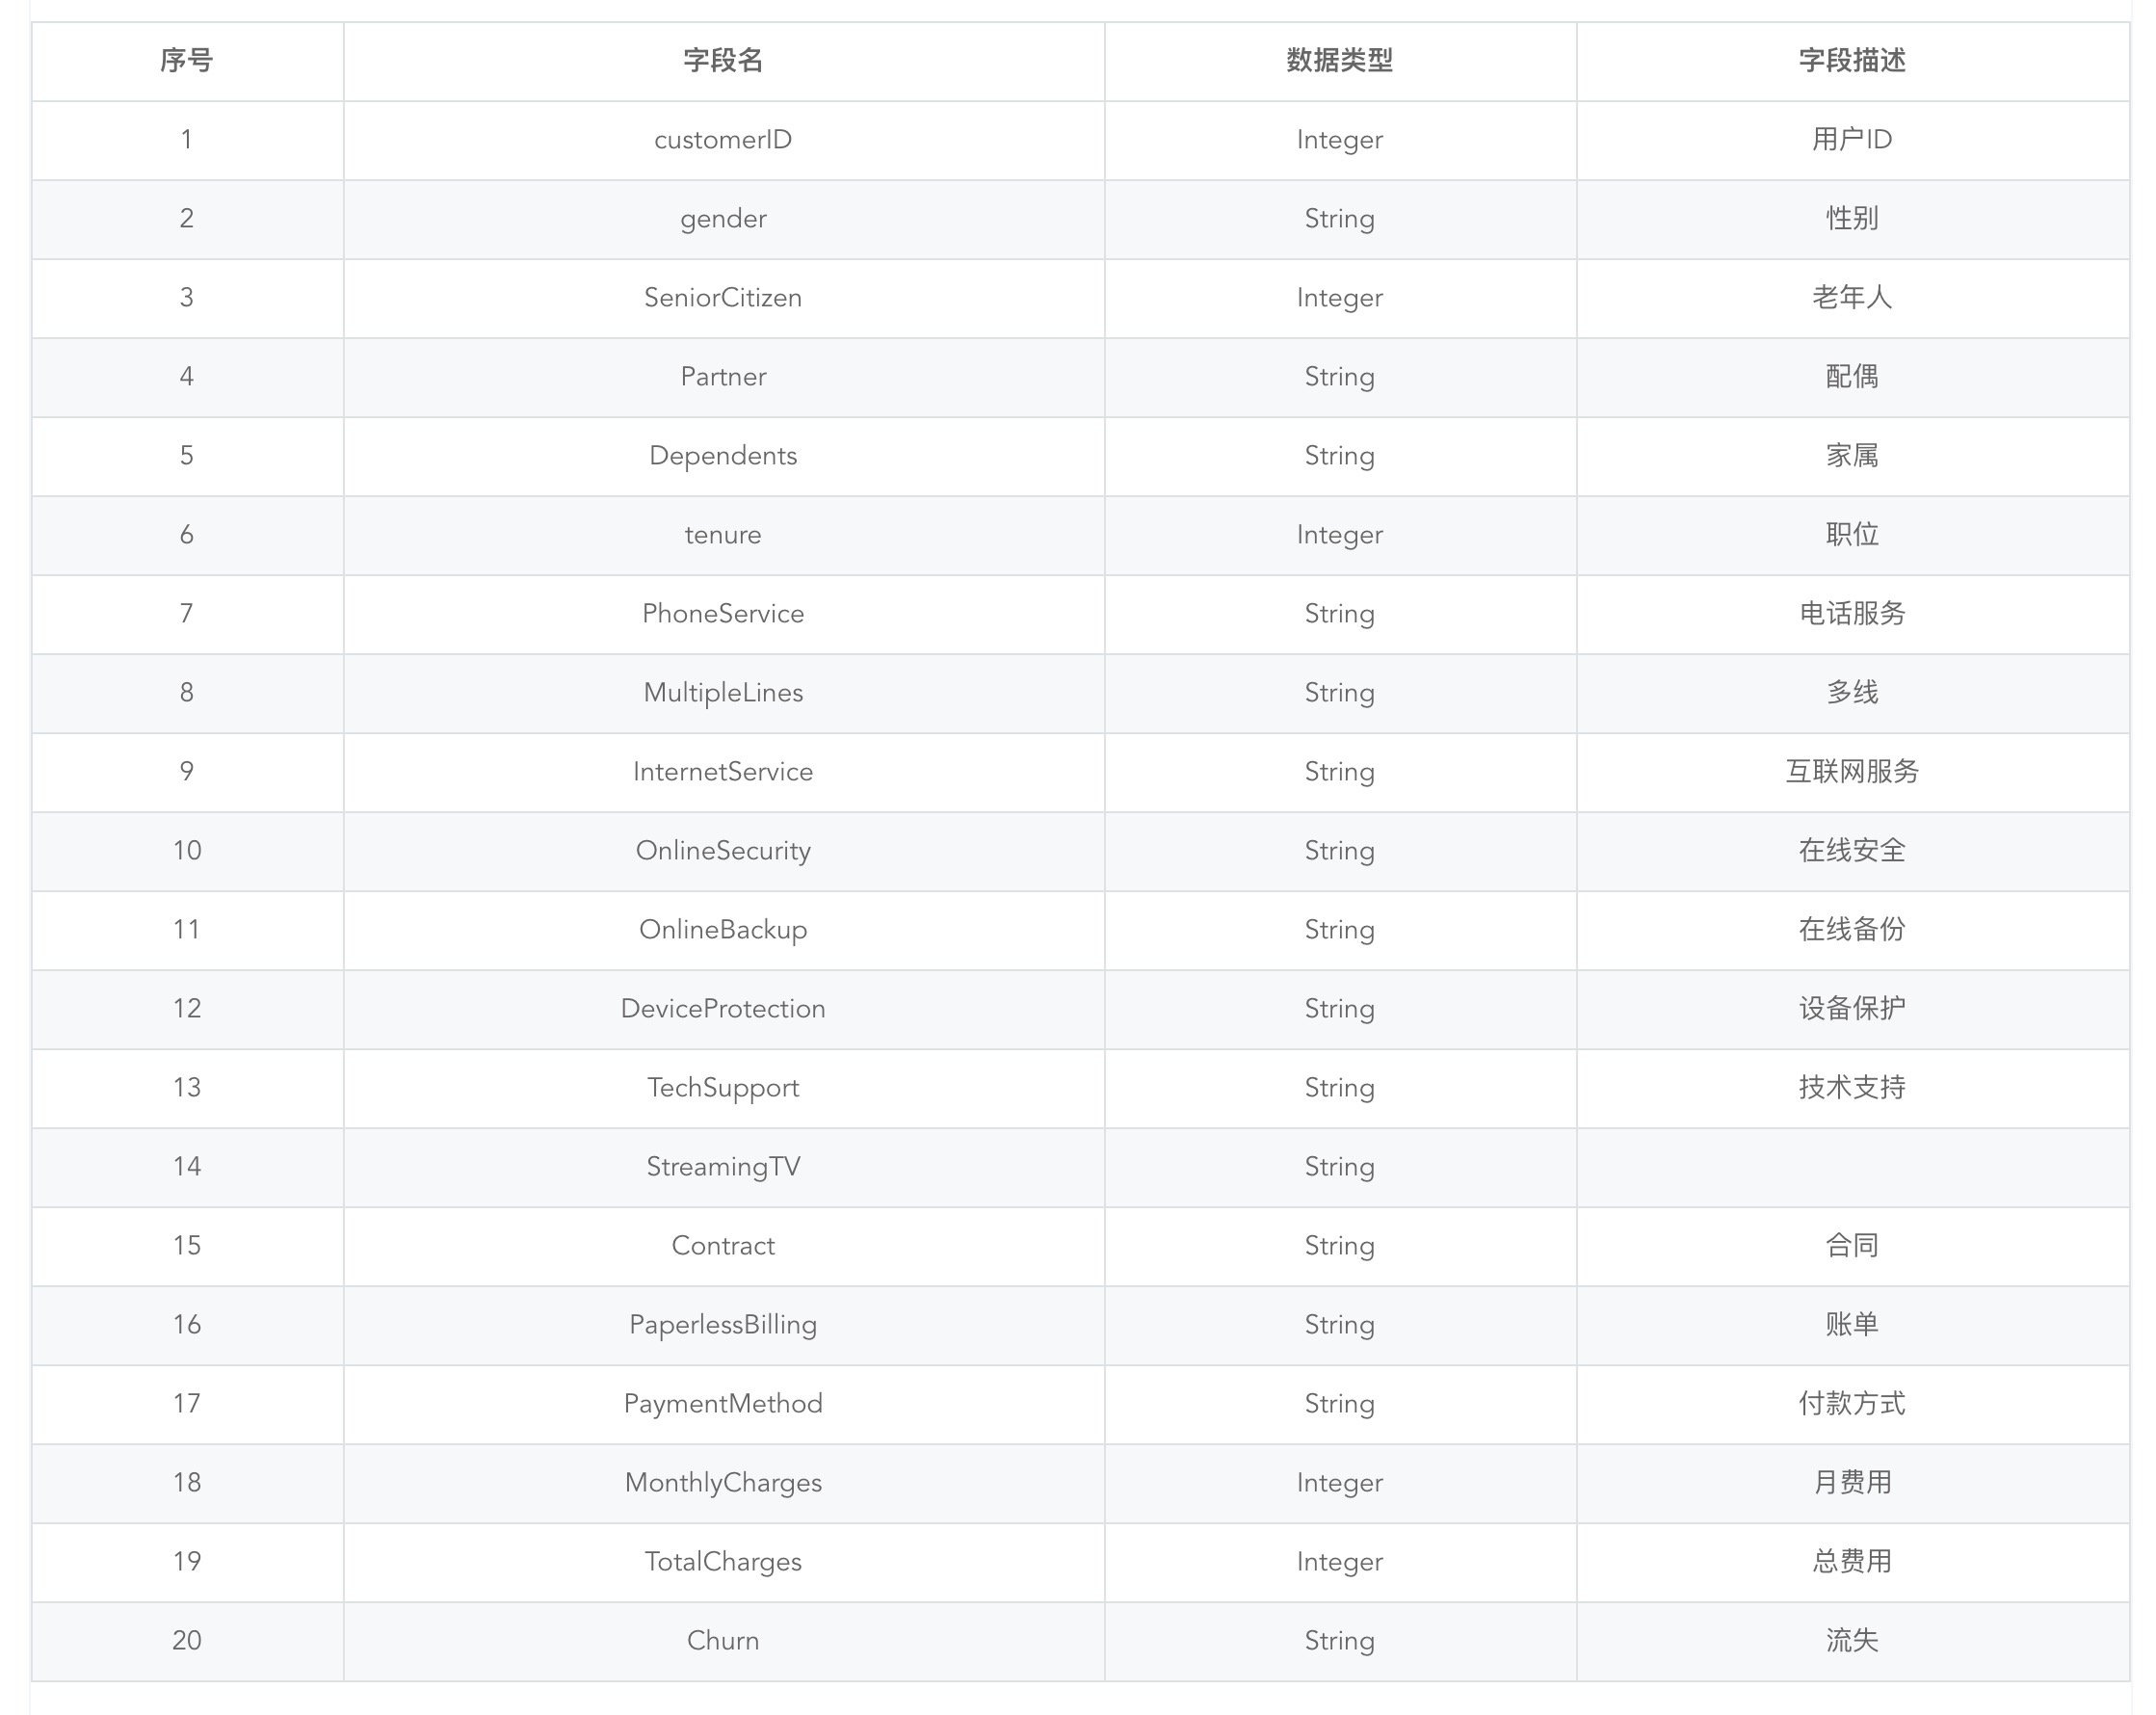 序号 字段名 数据类型 字段描述
1 customerID Integer 用户ID
2 gender String 性别
3 SeniorCitizen Integer 老年人
4 Partner String 配偶
5 Dependents String 家属
6 tenure Integer 职位
7 PhoneService String 电话服务
8 MultipleLines String 多线
9 InternetService String 互联网服务
10 OnlineSecurity String 在线安全
11 OnlineBackup String 在线备份
12 DeviceProtection String 设备保护
13 TechSupport String 技术支持
14 StreamingTV String
15 Contract String 合同
16 PaperlessBilling String 账单
17 PaymentMethod String 付款方式
18 MonthlyCharges Integer 月费用
19 TotalCharges Integer 总费用
20 Churn String 流失